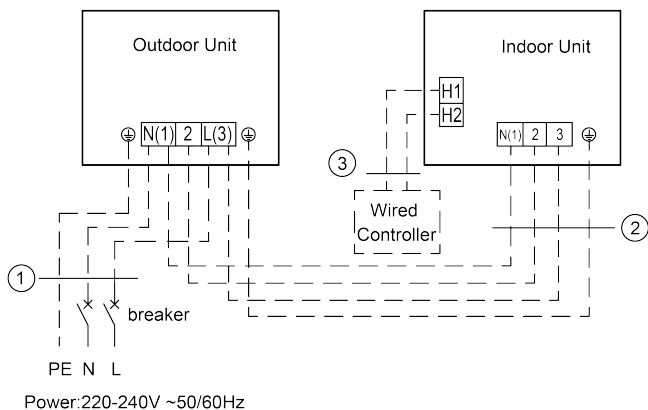 Outdoor Unit
Indoor Unit
H1
H2
N(1) 2 L(3)
N(1) 2 3
3
Wired
Controller
2
1
breaker
PE N L
Power:220-240V ~50/60Hz